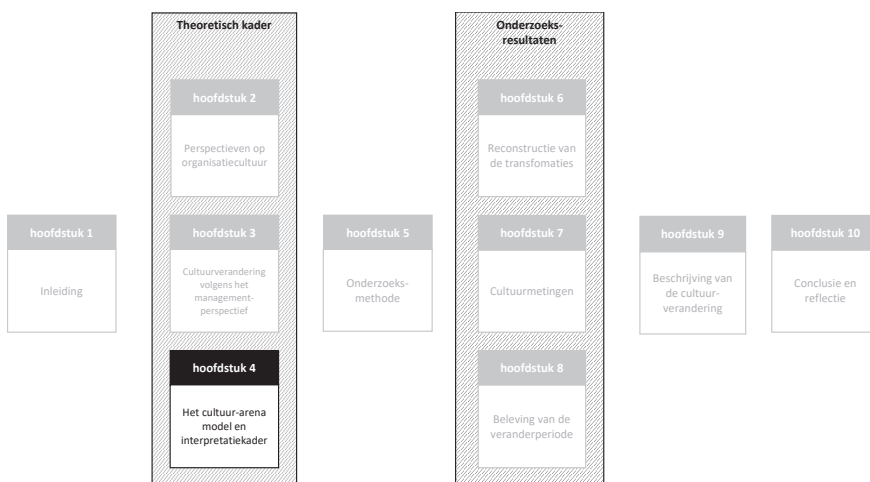 Theoretisch kader
Onderzoeks-
resultaten
hoofdstuk 1
Inleiding
hoofdstuk 2
Perspectieven op
organisatiecultuur
hoofdstuk 3
Cultuurverandering
volgens het
management-
perspectief
hoofdstuk 4
Het cultuur-arena
model en
interpretatiekader
hoofdstuk 5
Onderzoeks-
methode
hoofdstuk 6
Reconstructie van
de transfomaties
hoofdstuk 7
Cultuurmetingen
hoofdstuk 8
Beleving van de
veranderperiode
hoofdstuk 9
Beschrijving van
de cultuur-
verandering
hoofdstuk 10
Conclusie en
reflectie